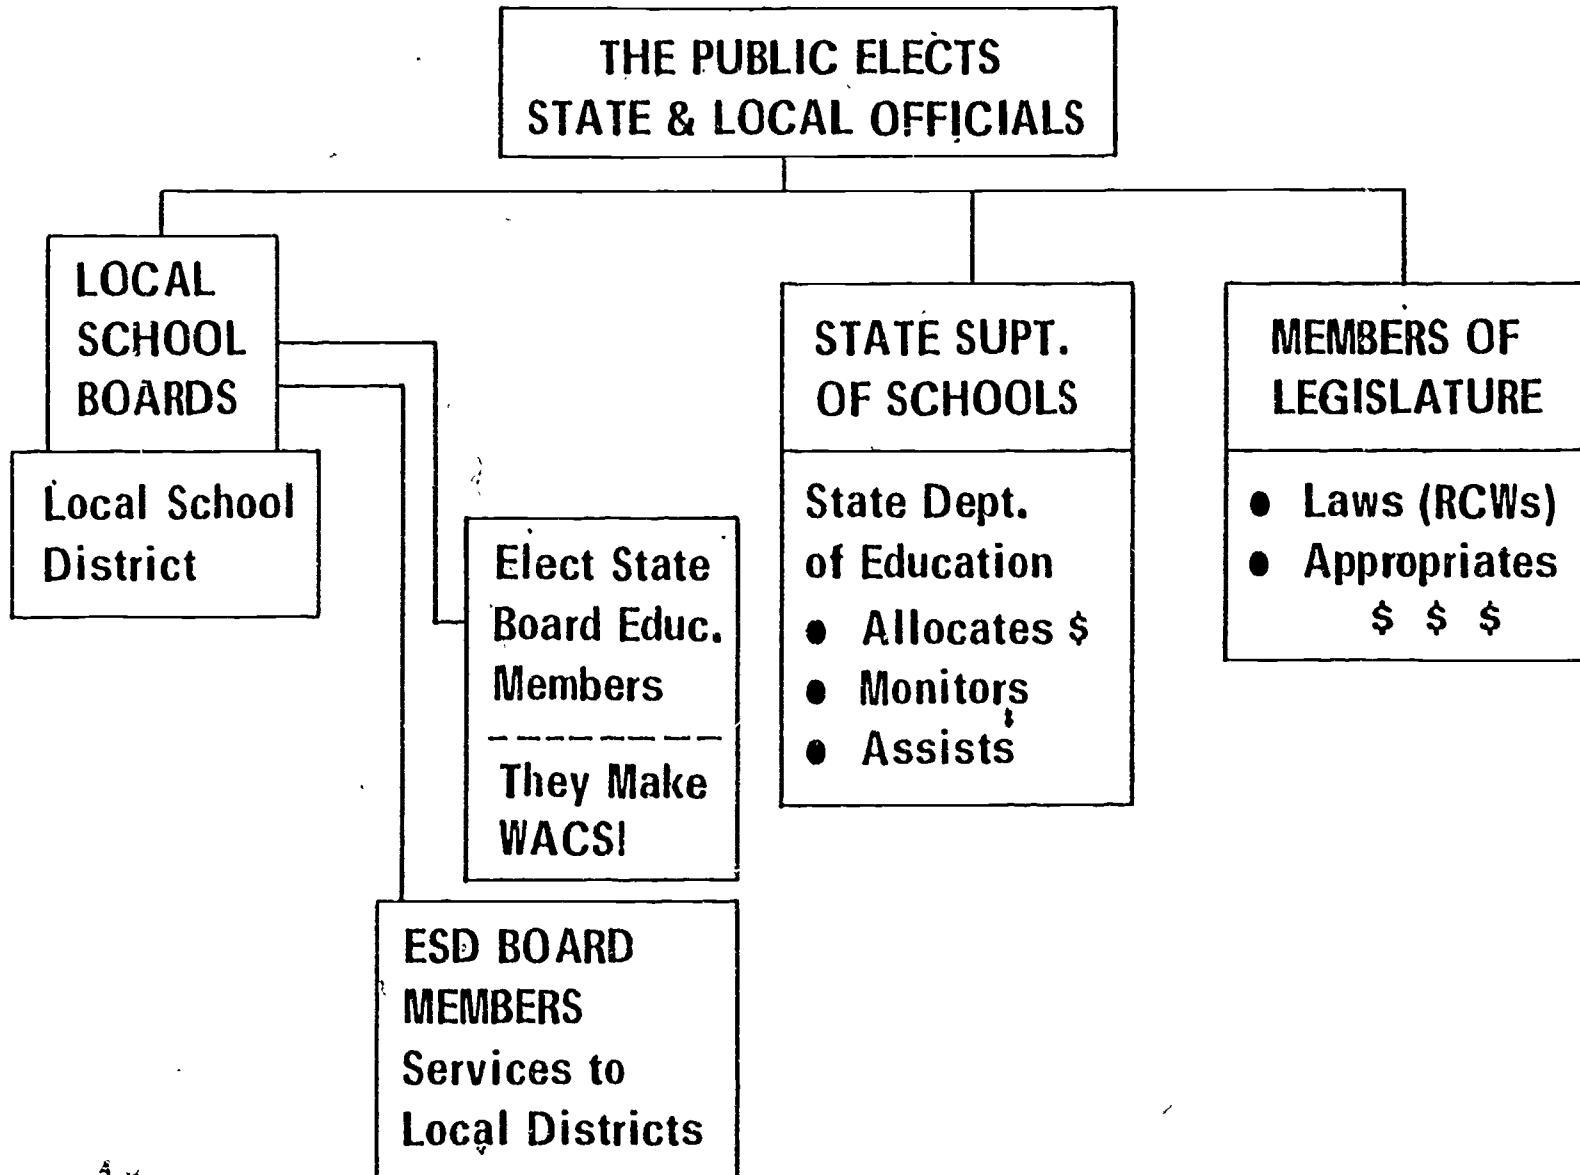 THE PUBLIC ELECTS
STATE & LOCAL OFFICIALS
LOCAL
SCHOOL
BOARDS
Local School
District
Elect State
Board Educ.
Members
They Make
WACS!
ESD BOARD
MEMBERS
Services to
Local Districts
STATE SUPT.
OF SCHOOLS
State Dept.
of Education
● Allocates $
● Monitors
● Assists
MEMBERS OF
LEGISLATURE
● Laws (RCWs)
● Appropriates
$ $ $